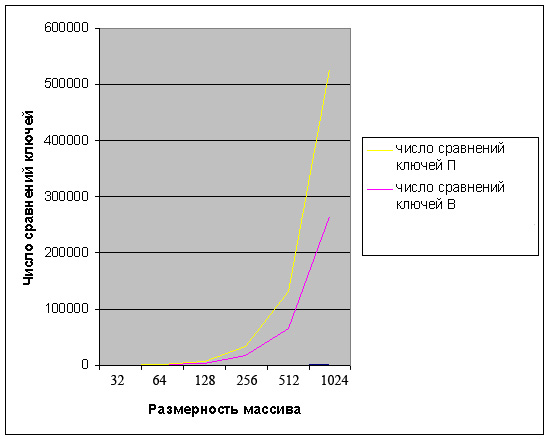 600000
500000
400000
300000
200000
100000
0
Число сравнений ключей
32 64 128 256 512 1024
Размерность массива
число сравнений
ключей П
число сравнений
ключей В